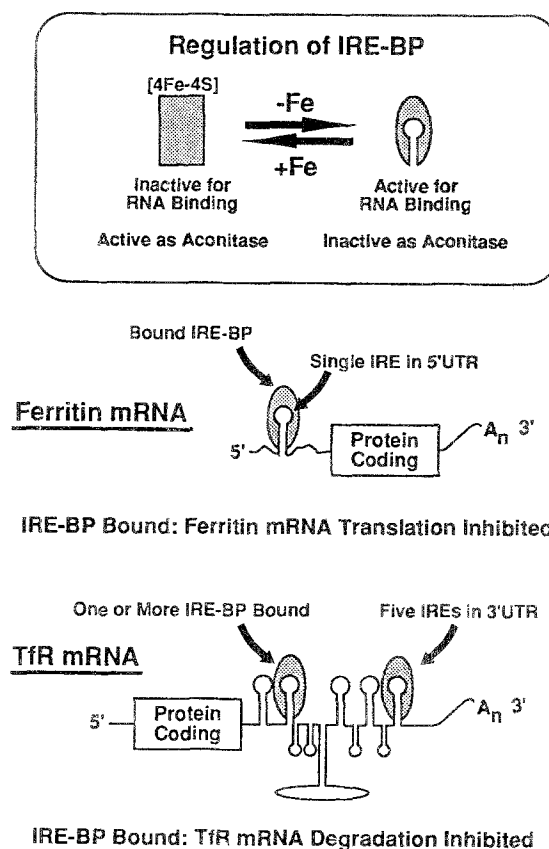 Regulation of IRE-BP
[4Fe-4S]
-Fe
+Fe
Inactive for
RNA Binding
Active for
RNA Binding
Active as Aconitase
Inactive as Aconitase
Bound IRE-BP
Single IRE in 5'UTR
Ferritin mRNA
5'
Protein
Coding
An 3'
IRE-BP Bound: Ferritin mRNA Translation Inhibited
One or More IRE-BP Bound
Five IREs in 3'UTR
TfR mRNA
5'
Protein
Coding
An 3'
IRE-BP Bound: TfR mRNA Degradation Inhibited